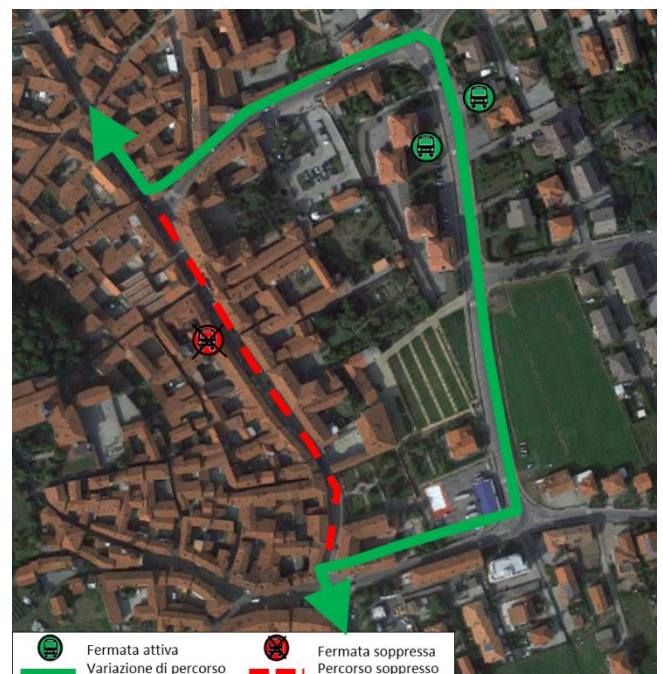 Fermata attiva
Fermata soppressa
Variazione di percorso
Percorso soppresso